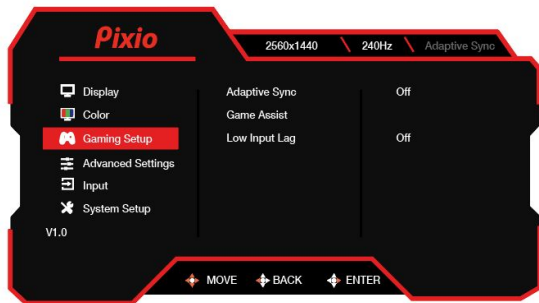 Pixio
2560x1440 240Hz Adaptive Sync
Display
Color
Gaming Setup
Advanced Settings
Input
System Setup
V1.0
Adaptive Sync Off
Game Assist
Low Input Lag Off
MOVE BACK ENTER